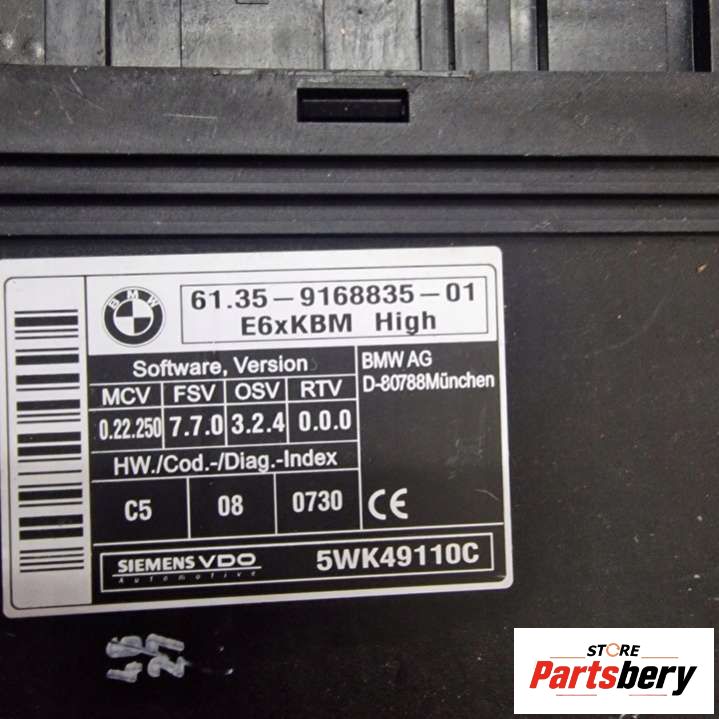 BMW
61.35-9168835-01
E6xKBM High
Software, Version
MCV FSV OSV RTV
0.22.250 7.7.0 3.2.4 0.0.0
HW./Cod.-/Diag.-Index
C5 08 0730
BMW AG
D-80788München
CE
SIEMENS VDO
Automotive
5WK49110C
STORE
Partsbery